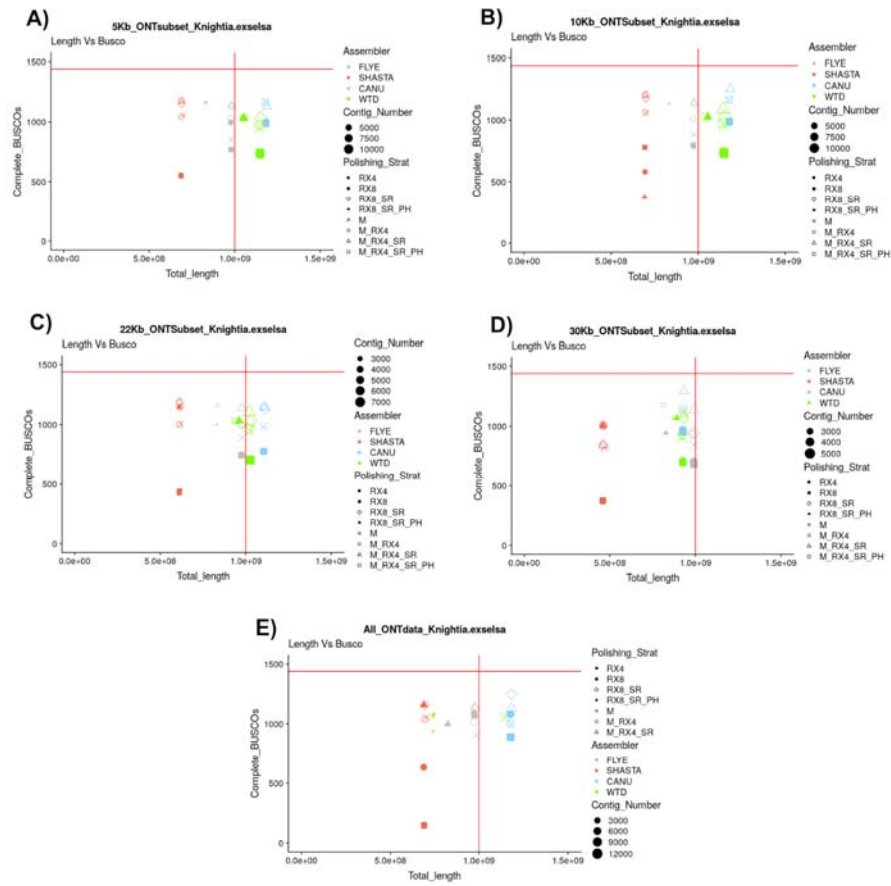 A)
5Kb_ONTsubset_Knightia.exselsa
Length Vs Busco
Complete_BUSCOs
1500
1000
500
0
0.0e+00 5.0e+08 1.0e+09 1.5e+09
Total_length
Assembler
FLYE
SHASTA
CANU
WTD
Contig_Number
5000
7500
10000
Polishing_Strat
RX4
RX8
RX8_SR
RX8_SR_PH
M
M_RX4
M_RX4_SR
M_RX4_SR_PH
B)
10Kb_ONTSubset_Knightia.exselsa
Length Vs Busco
Complete_BUSCOs
1500
1000
500
0
0.0e+00 5.0e+08 1.0e+09 1.5e+09
Total_length
Assembler
FLYE
SHASTA
CANU
WTD
Contig_Number
5000
7500
10000
Polishing_Strat
RX4
RX8
RX8_SR
RX8_SR_PH
M
M_RX4
M_RX4_SR
M_RX4_SR_PH
C)
22Kb_ONTSubset_Knightia.exselsa
Length Vs Busco
Complete_BUSCOs
1500
1000
500
0
0.0e+00 5.0e+08 1.0e+09 1.5e+09
Total_length
Contig_Number
3000
4000
5000
6000
7000
Assembler
FLYE
SHASTA
CANU
WTD
Polishing_Strat
RX4
RX8
RX8_SR
RX8_SR_PH
M
M_RX4
M_RX4_SR
M_RX4_SR_PH
D)
30Kb_ONTSubset_Knightia.exselsa
Length Vs Busco
Complete_BUSCOs
1500
1000
500
0
0.0e+00 5.0e+08 1.0e+09 1.5e+09
Total_length
Assembler
FLYE
SHASTA
CANU
WTD
Contig_Number
3000
4000
5000
Polishing_Strat
RX4
RX8
RX8_SR
RX8_SR_PH
M
M_RX4
M_RX4_SR
M_RX4_SR_PH
E)
All_ONTdata_Knightia.exselsa
Length Vs Busco
Complete_BUSCOs
1500
1000
500
0
0.0e+00 5.0e+08 1.0e+09 1.5e+09
Total_length
Polishing_Strat
RX4
RX8
RX8_SR
RX8_SR_PH
M
M_RX4
M_RX4_SR
Assembler
FLYE
SHASTA
CANU
WTD
Contig_Number
3000
6000
9000
12000